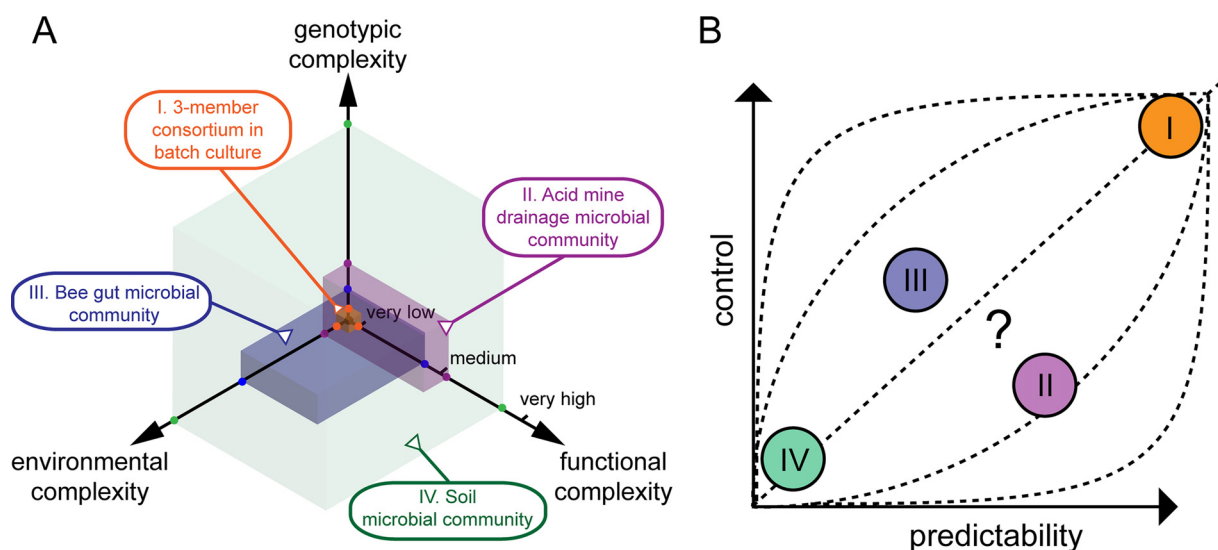 A
genotypic
complexity
I. 3-member
consortium in
batch culture
II. Acid mine
drainage microbial
community
III. Bee gut microbial
community
very low
medium
very high
environmental
complexity
functional
complexity
IV. Soil
microbial community
B
control
I
III
?
II
IV
predictability